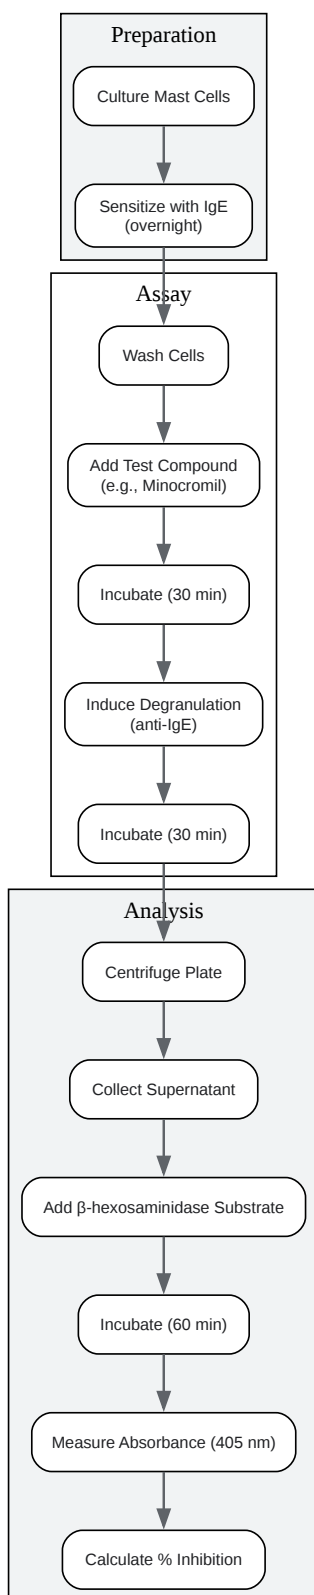 Preparation
Culture Mast Cells
Sensitize with IgE
(overnight)
Assay
Wash Cells
Add Test Compound
(e.g., Minocromil)
Incubate (30 min)
Induce Degranulation
(anti-IgE)
Incubate (30 min)
Analysis
Centrifuge Plate
Collect Supernatant
Add β-hexosaminidase Substrate
Incubate (60 min)
Measure Absorbance (405 nm)
Calculate % Inhibition